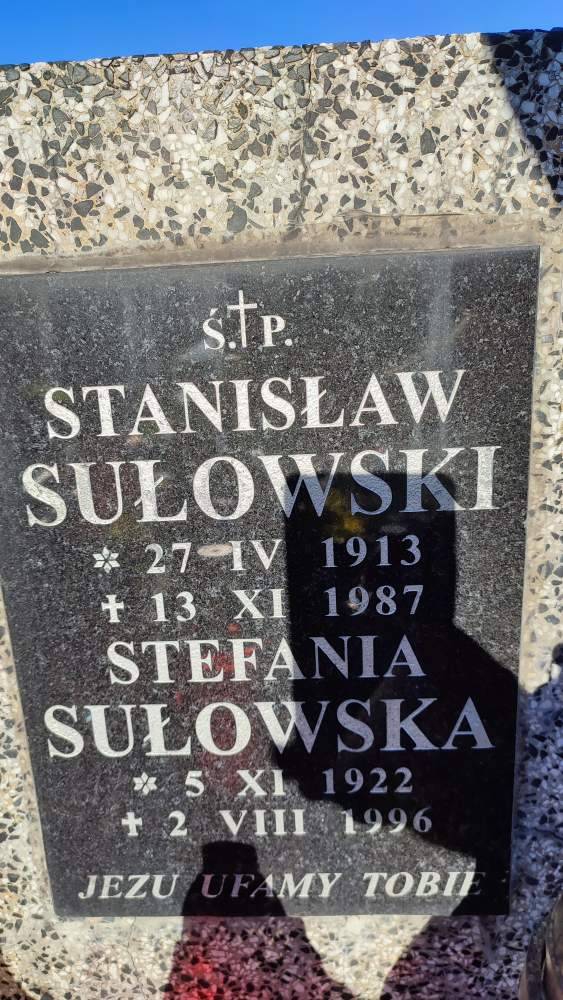 Ś.†P.
STANISŁAW
SUŁOWSKI
* 27 IV 1913
† 13 XI 1987
STEFANIA
SUŁOWSKA
* 5 XI 1922
† 2 VIII 1996
JEZU UFAMY TOBIE